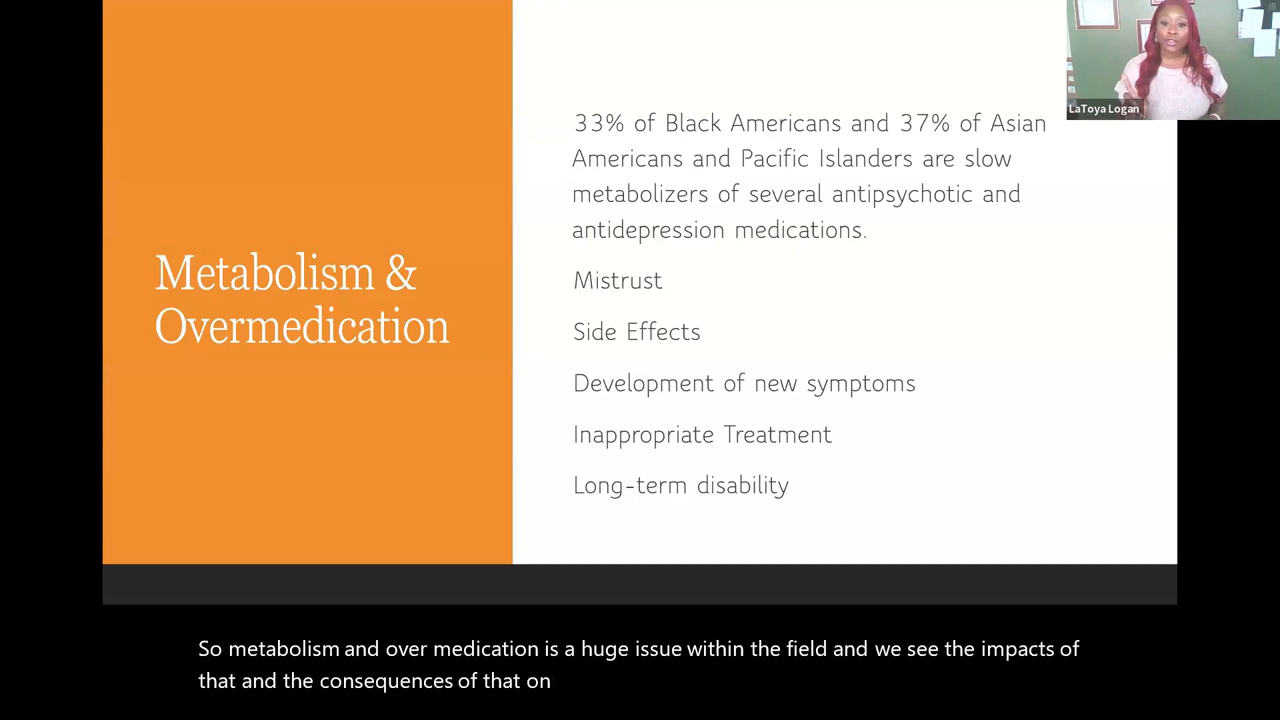 LaToya Logan
Metabolism &
Overmedication
33% of Black Americans and 37% of Asian
Americans and Pacific Islanders are slow
metabolizers of several antipsychotic and
antidepression medications.
Mistrust
Side Effects
Development of new symptoms
Inappropriate Treatment
Long-term disability
So metabolism and over medication is a huge issue within the field and we see the impacts of
that and the consequences of that on